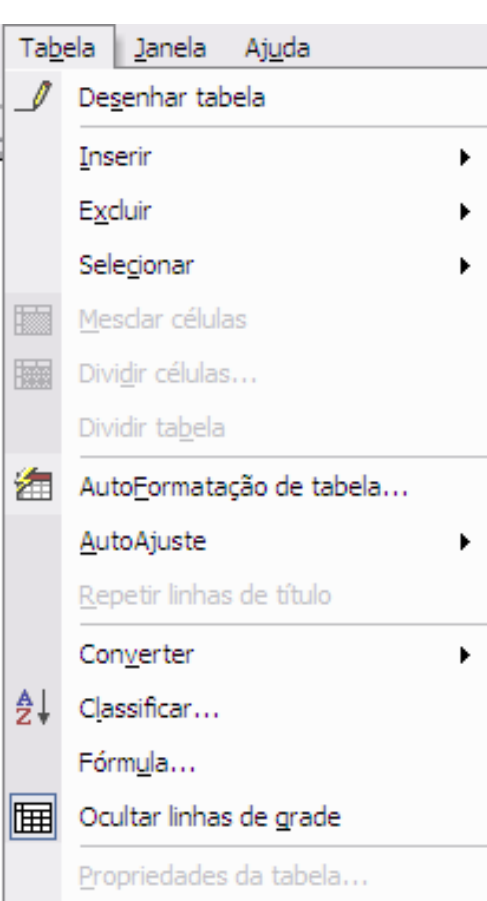 Tabela Janela Ajuda
Desenhar tabela
Inserir
Excluir
Selecionar
Mesclar células
Dividir células...
Dividir tabela
AutoFormatação de tabela...
AutoAjuste
Repetir linhas de título
Converter
Classificar...
Fórmula...
Ocultar linhas de grade
Propriedades da tabela...